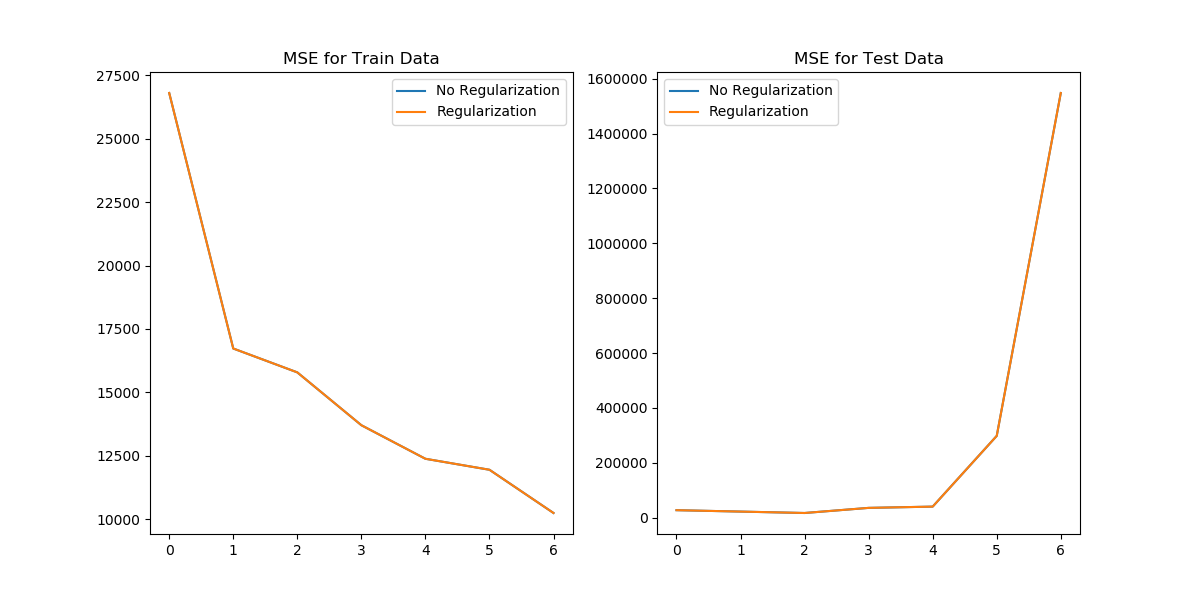 MSE for Train Data
27500
25000
22500
20000
17500
15000
12500
10000
0 1 2 3 4 5 6
No Regularization
Regularization
MSE for Test Data
1600000
1400000
1200000
1000000
800000
600000
400000
200000
0
0 1 2 3 4 5 6
No Regularization
Regularization